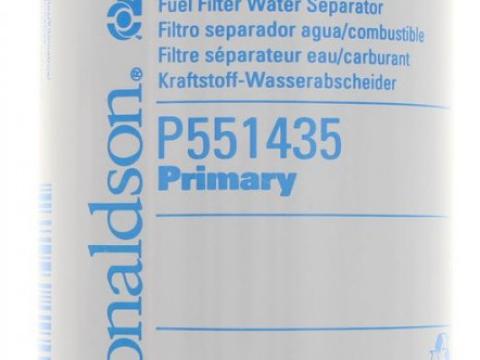 Fuel Filter Water Separator
Filtro separador agua/combustible
Filtre séparateur eau/carburant
Kraftstoff-Wasserabscheider
P551435
Primary
onaldson®